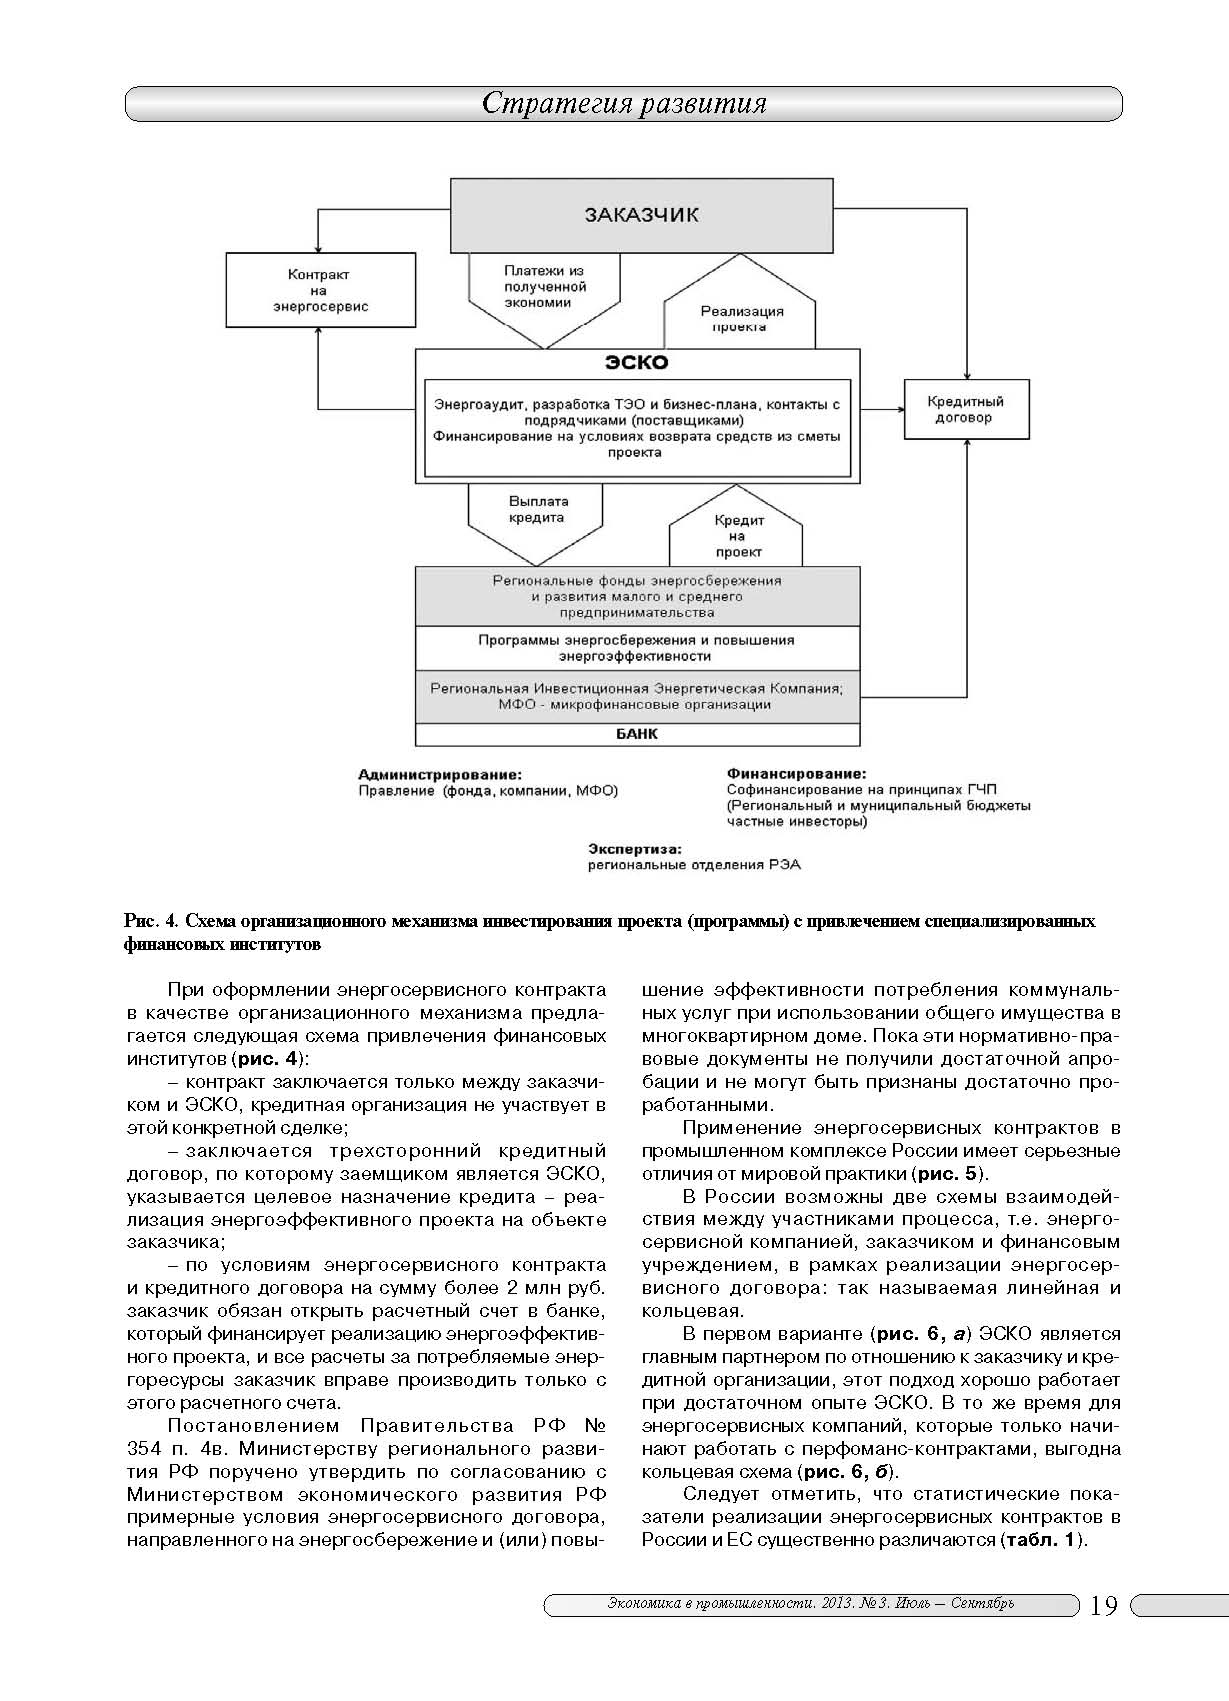 Стратегия развития
ЗАКАЗЧИК
Контракт
на
энергосервис
Платежи из
полученной
экономии
Реализация
проекта
ЭСКО
Энергоаудит, разработка ТЭО и бизнес-плана, контакты с
подрядчиками (поставщиками)
Финансирование на условиях возврата средств из сметы
проекта
Кредитный
договор
Выплата
кредита
Кредит
на
проект
Региональные фонды энергосбережения
и развития малого и среднего
предпринимательства
Программы энергосбережения и повышения
энергоэффективности
Региональная Инвестиционная Энергетическая Компания;
МФО - микрофинансовые организации
БАНК
Администрирование:
Правление (фонда, компании, МФО)
Финансирование:
Софинансирование на принципах ГЧП
(Региональный и муниципальный бюджеты
частные инвесторы)
Экспертиза:
региональные отделения РЭА
Рис. 4. Схема организационного механизма инвестирования проекта (программы) с привлечением специализированных
финансовых институтов
При оформлении энергосервисного контракта
в качестве организационного механизма предла-
гается следующая схема привлечения финансовых
институтов (рис. 4):
– контракт заключается только между заказчи-
ком и ЭСКО, кредитная организация не участвует в
этой конкретной сделке;
– заключается трехсторонний кредитный
договор, по которому заемщиком является ЭСКО,
указывается целевое назначение кредита – реа-
лизация энергоэффективного проекта на объекте
заказчика;
– по условиям энергосервисного контракта
и кредитного договора на сумму более 2 млн руб.
заказчик обязан открыть расчетный счет в банке,
который финансирует реализацию энергоэффектив-
ного проекта, и все расчеты за потребляемые энер-
горесурсы заказчик вправе производить только с
этого расчетного счета.
Постановлением Правительства РФ №
354 п. 4в. Министерству регионального разви-
тия РФ поручено утвердить по согласованию с
Министерством экономического развития РФ
примерные условия энергосервисного договора,
направленного на энергосбережение и (или) повы-
шение эффективности потребления коммуналь-
ных услуг при использовании общего имущества в
многоквартирном доме. Пока эти нормативно-пра-
вовые документы не получили достаточной апро-
бации и не могут быть признаны достаточно про-
работанными.
Применение энергосервисных контрактов в
промышленном комплексе России имеет серьезные
отличия от мировой практики (рис. 5).
В России возможны две схемы взаимодей-
ствия между участниками процесса, т.е. энерго-
сервисной компанией, заказчиком и финансовым
учреждением, в рамках реализации энергосер-
висного договора: так называемая линейная и
кольцевая.
В первом варианте (рис. 6, а) ЭСКО является
главным партнером по отношению к заказчику и кре-
дитной организации, этот подход хорошо работает
при достаточном опыте ЭСКО. В то же время для
энергосервисных компаний, которые только начи-
нают работать с перфоманс-контрактами, выгодна
кольцевая схема (рис. 6, б).
Следует отметить, что статистические пока-
затели реализации энергосервисных контрактов в
России и ЕС существенно различаются (табл. 1).
Экономика в промышленности. 2013. № 3. Июль — Сентябрь
19